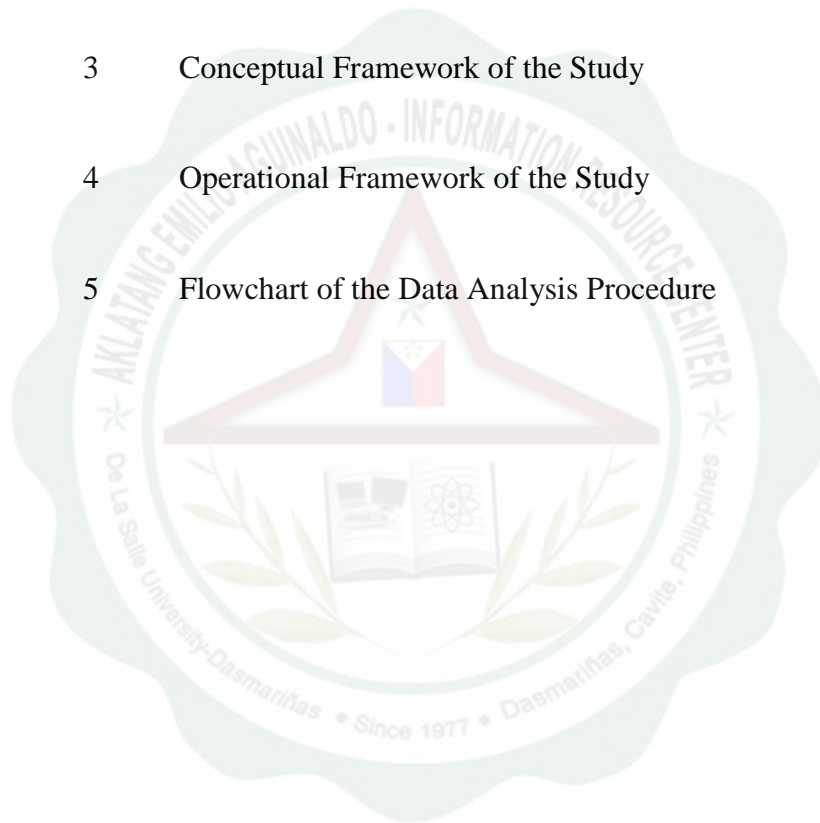 3 Conceptual Framework of the Study
4 Operational Framework of the Study
5 Flowchart of the Data Analysis Procedure
AKLATANG EMILIO AGUINALDO - INFORMATION RESOURCE CENTER
De La Salle University-Dasmariñas • Since 1977 • Dasmariñas, Cavite, Philippines